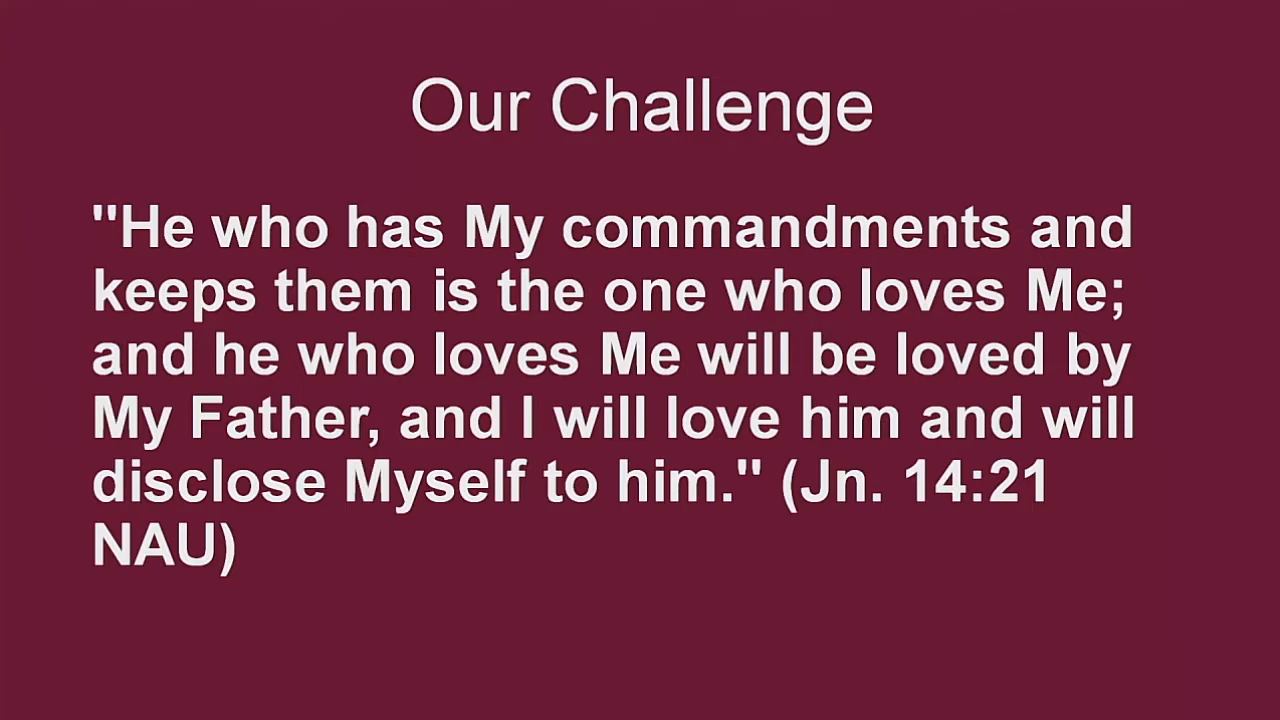 Our Challenge
"He who has My commandments and
keeps them is the one who loves Me;
and he who loves Me will be loved by
My Father, and I will love him and will
disclose Myself to him." (Jn. 14:21
NAU)